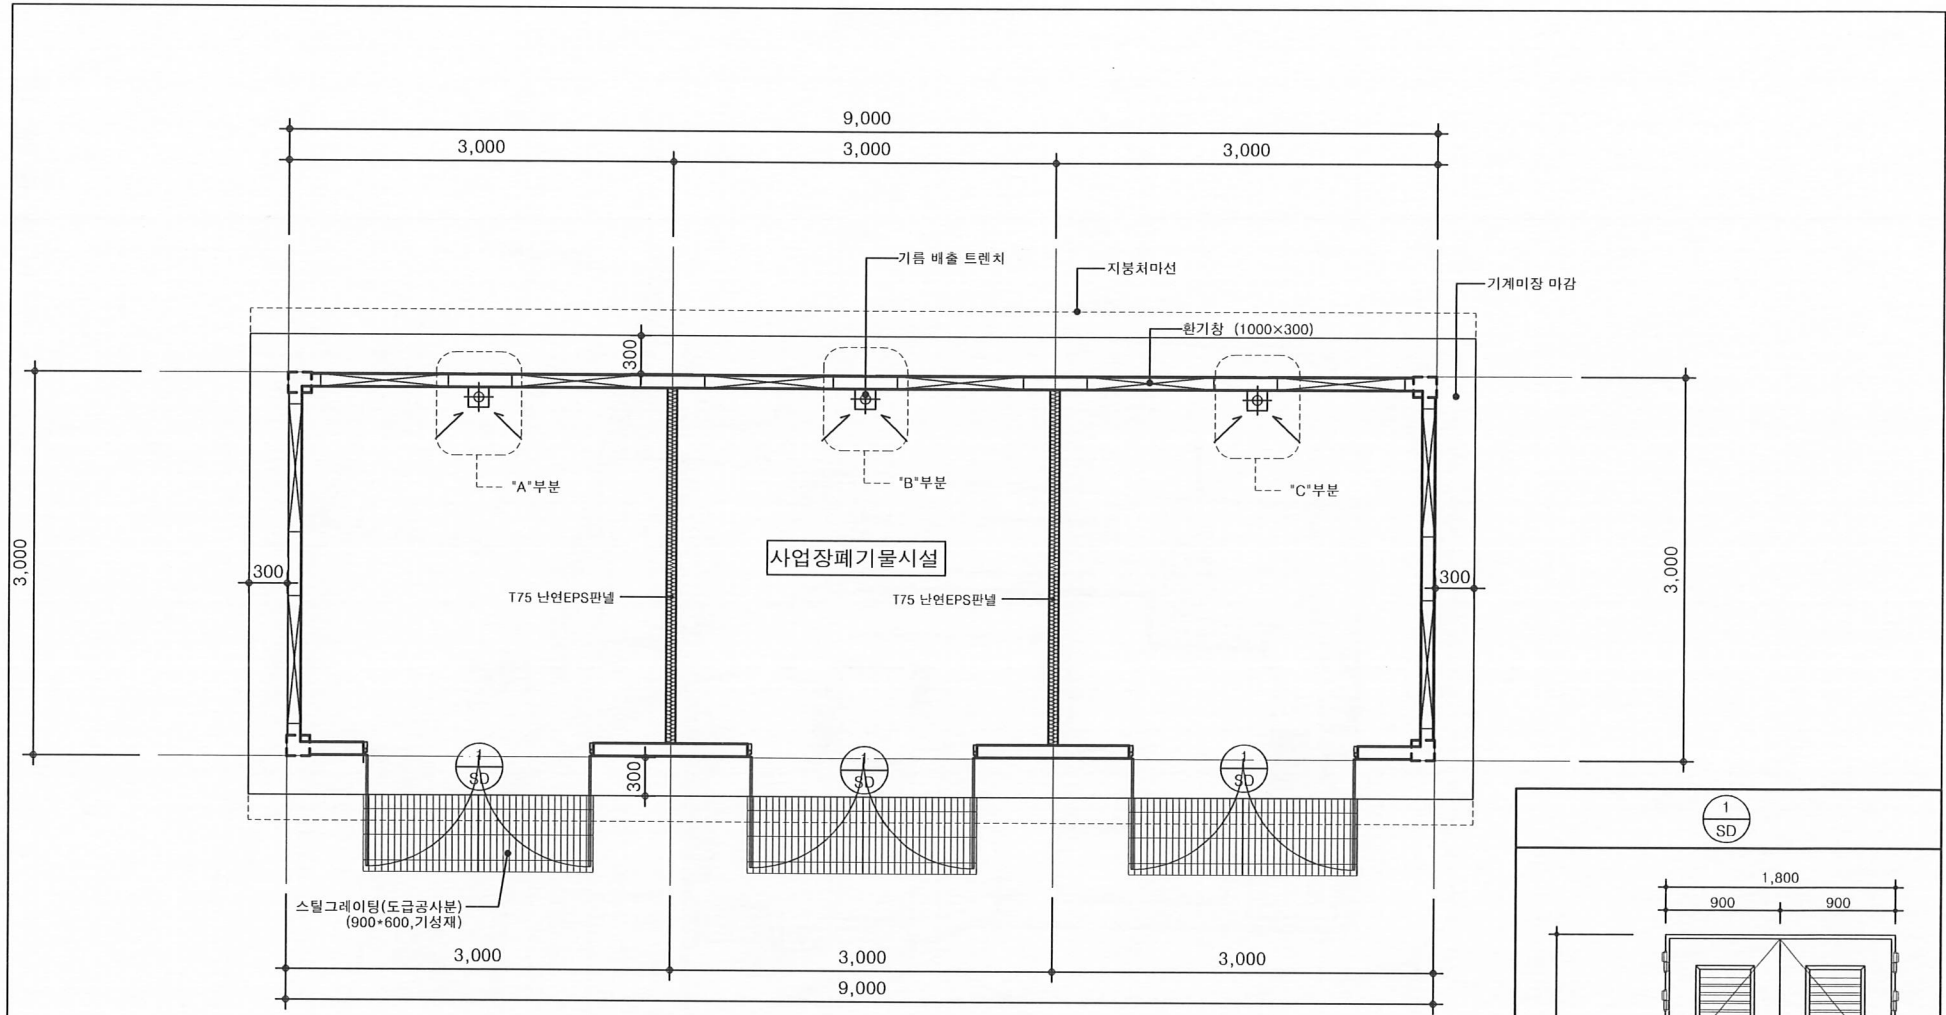 9,000
3,000
3,000
3,000
기름 배출 트렌치
지붕처마선
기계미장 마감
환기창 (1000×300)
300
"A"부분
"B"부분
"C"부분
3,000
300
사업장폐기물시설
T75 난연EPS판넬
T75 난연EPS판넬
300
3,000
300
1
SD
1
SD
1
SD
스틸그레이팅(도급공사분)
(900*600,기성재)
3,000
3,000
3,000
9,000
1
SD
1,800
900
900